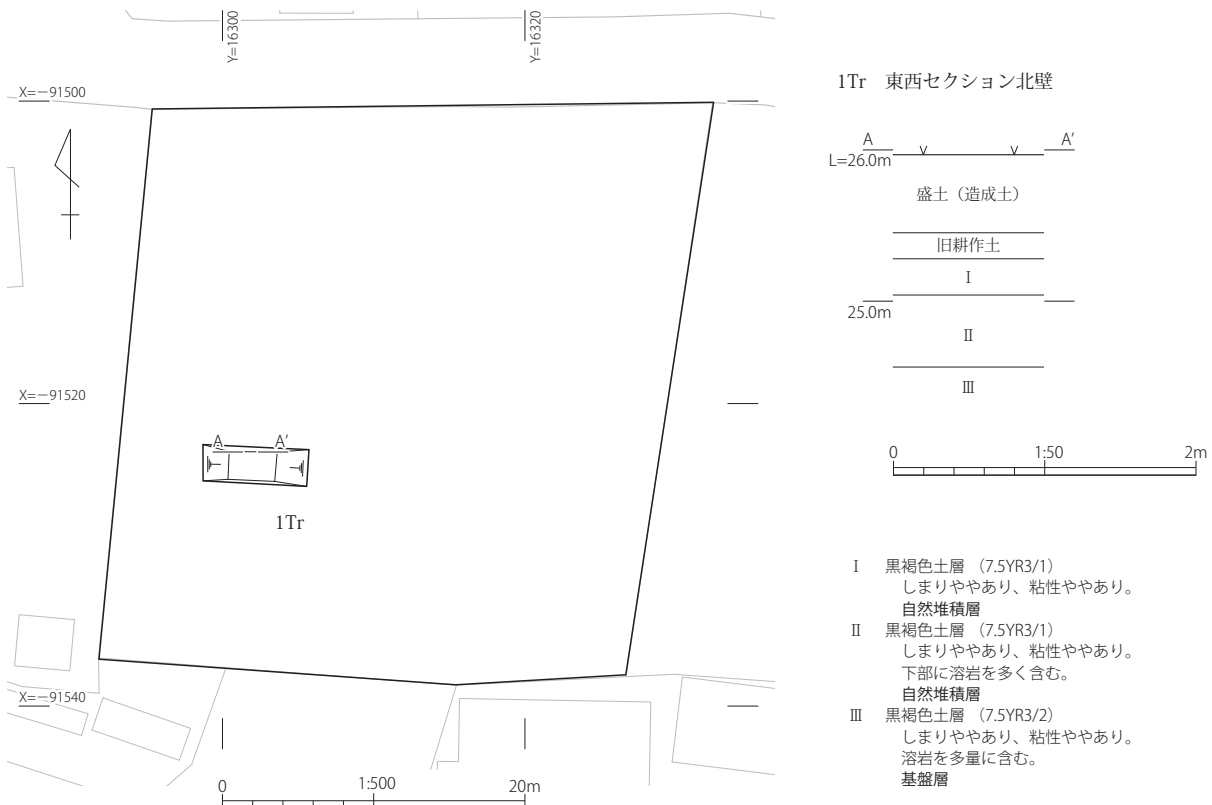 Y=16300
Y=16320
X=−91500
X=−91520
X=−91540
A
A′
1Tr
0
1:500
20m
1Tr 東西セクション北壁
A
A′
L=26.0m
盛土（造成土）
旧耕作土
Ⅰ
25.0m
Ⅱ
Ⅲ
0
1:50
2m
Ⅰ 黒褐色土層 （7.5YR3/1）
しまりややあり、粘性ややあり。
自然堆積層
Ⅱ 黒褐色土層 （7.5YR3/1）
しまりややあり、粘性ややあり。
下部に溶岩を多く含む。
自然堆積層
Ⅲ 黒褐色土層 （7.5YR3/2）
しまりややあり、粘性ややあり。
溶岩を多量に含む。
基盤層